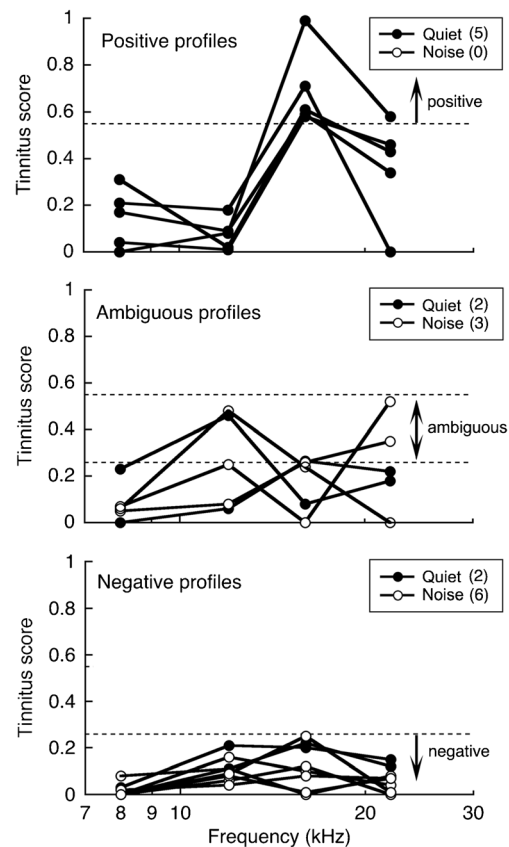 Positive profiles
Quiet (5)
Noise (0)
positive
Tinnitus score
1
0.8
0.6
0.4
0.2
0
Ambiguous profiles
Quiet (2)
Noise (3)
ambiguous
Tinnitus score
1
0.8
0.6
0.4
0.2
0
Negative profiles
Quiet (2)
Noise (6)
negative
Tinnitus score
1
0.8
0.6
0.4
0.2
0
7 8 9 10 20 30
Frequency (kHz)